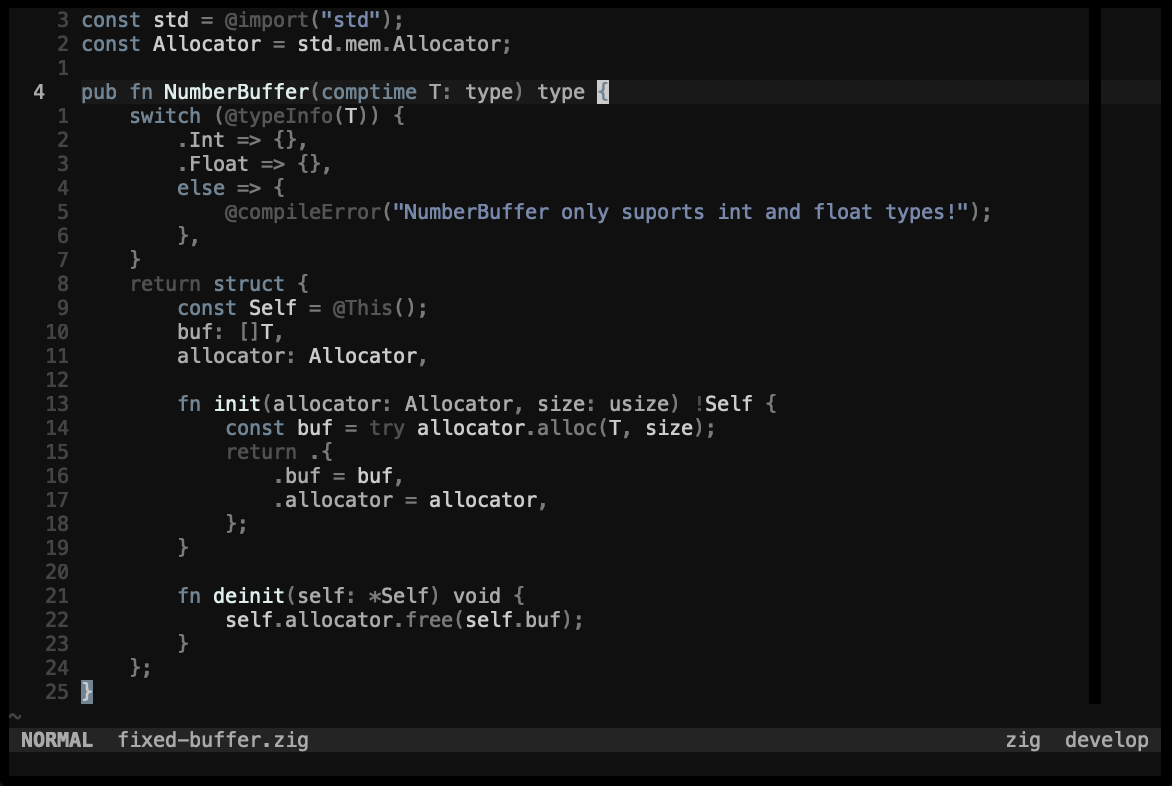 3 const std = @import("std");
2 const Allocator = std.mem.Allocator;
1
4 pub fn NumberBuffer(comptime T: type) type {
1 switch (@typeInfo(T)) {
2 .Int => {},
3 .Float => {},
4 else => {
5 @compileError("NumberBuffer only suports int and float types!");
6 },
7 }
8 return struct {
9 const Self = @This();
10 buf: []T,
11 allocator: Allocator,
12
13 fn init(allocator: Allocator, size: usize) !Self {
14 const buf = try allocator.alloc(T, size);
15 return .{
16 .buf = buf,
17 .allocator = allocator,
18 };
19 }
20
21 fn deinit(self: *Self) void {
22 self.allocator.free(self.buf);
23 }
24 };
25 }
~
NORMAL fixed-buffer.zig zig develop